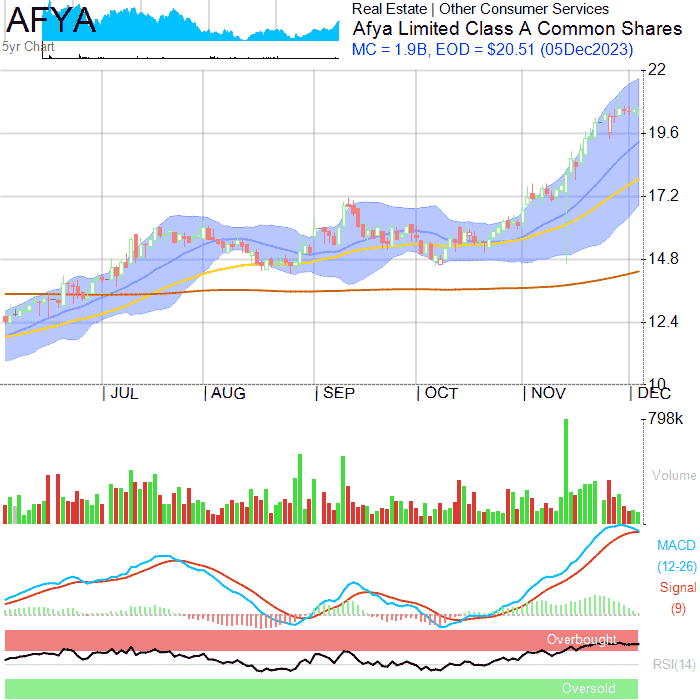 AFYA
5yr Chart
Real Estate | Other Consumer Services
Afya Limited Class A Common Shares
MC = 1.9B, EOD = $20.51 (05Dec2023)
22
19.6
17.2
14.8
12.4
10
JUL
AUG
SEP
OCT
NOV
DEC
798k
Volume
MACD
(12-26)
Signal
(9)
Overbought
RSI(14)
Oversold